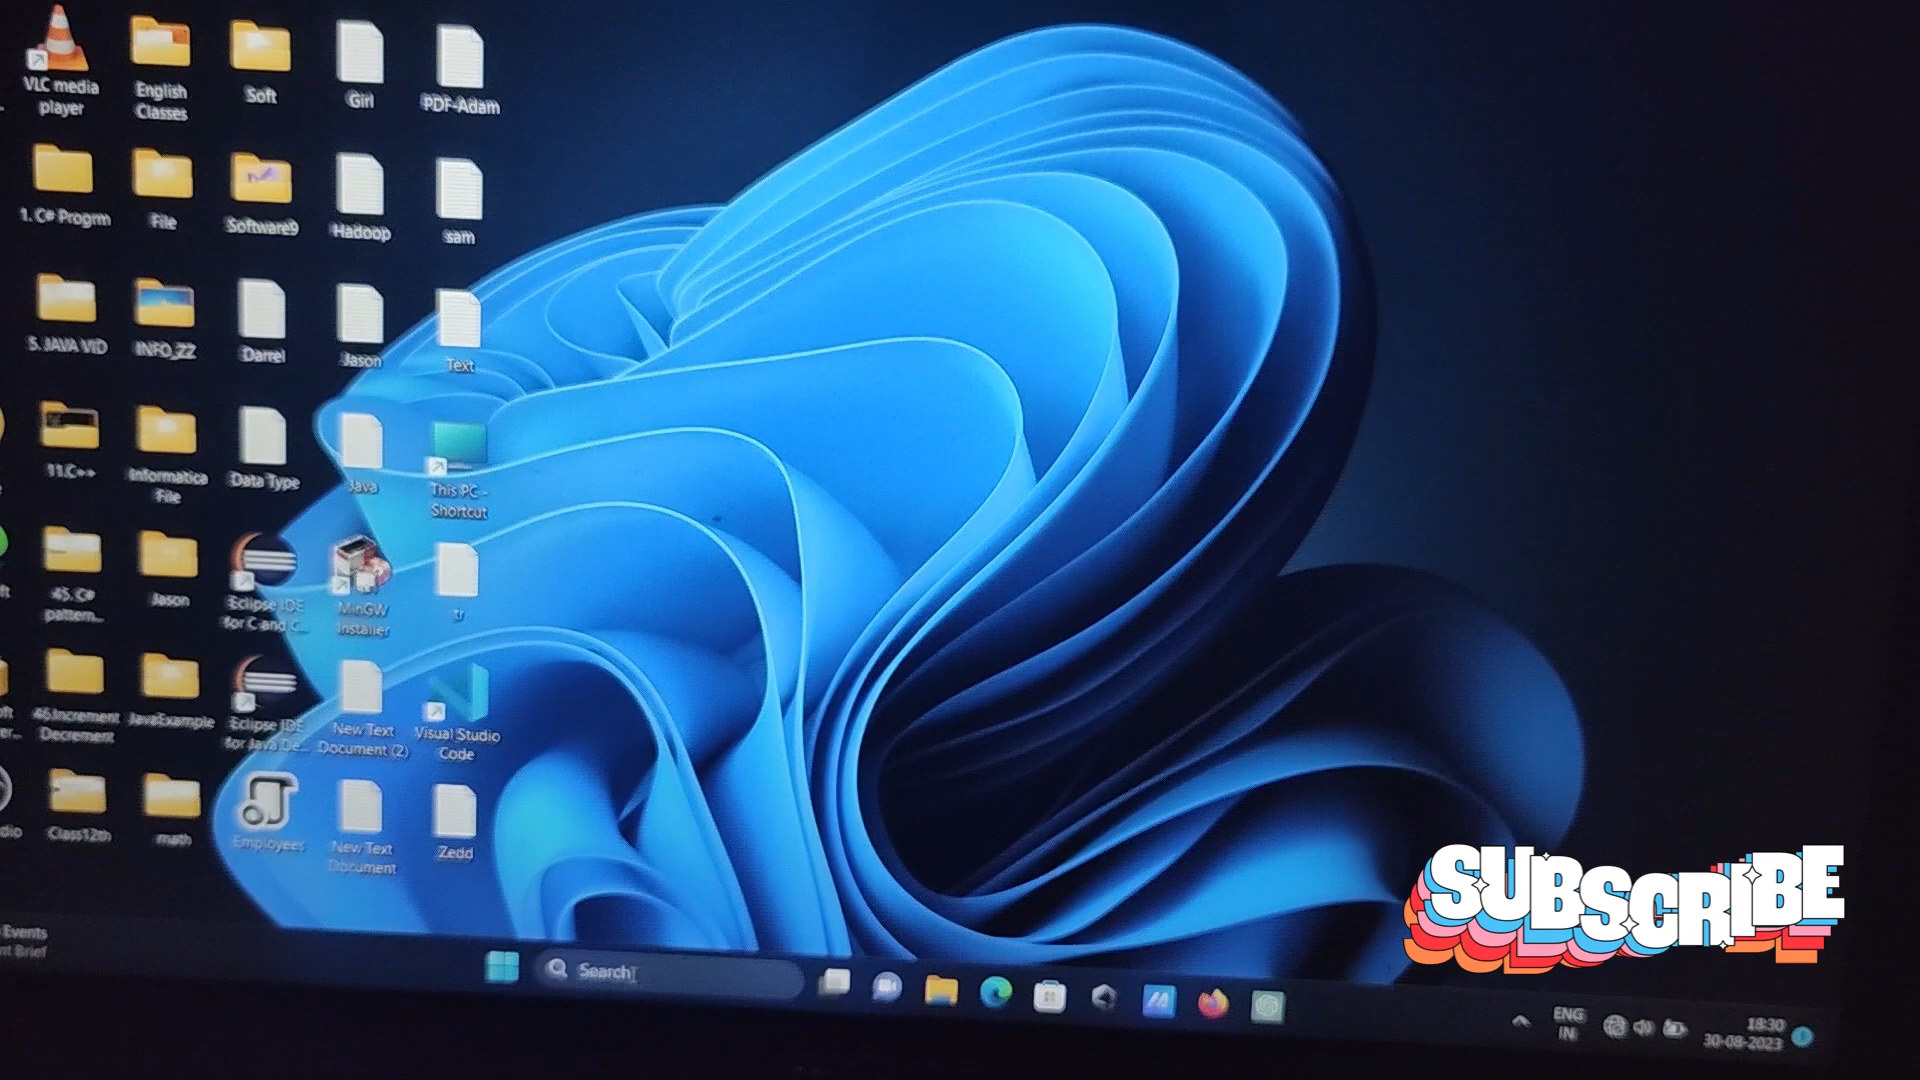 VLC media
player
English
Classes
Soft
Girl
PDF-Adam
1. C# Progrm
File
Software9
Hadoop
sam
5. JAVA VID
INFO_ZZ
Darrel
Jason
Text
11.C++
Informatica
File
Data Type
Java
This PC -
Shortcut
45. C#
pattern...
Jason
Eclipse IDE
for C and C...
MinGW
Installer
tr
46.Increment
Decrement
JavaExample
Eclipse IDE
for Java De...
New Text
Document (2)
Visual Studio
Code
Class12th
math
Employees
New Text
Document
Zedd
Events
Brief
Search
ENG
IN
18:30
30-08-2023
SUBSCRIBE